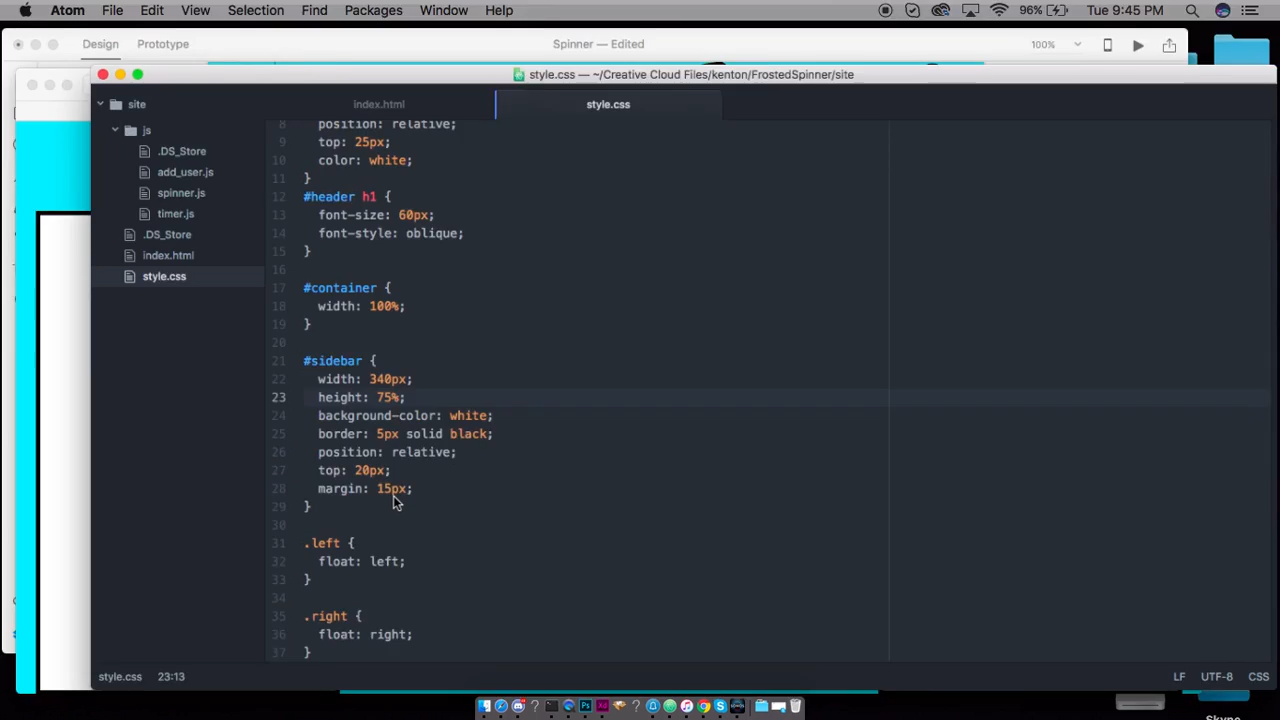 Atom File Edit View Selection Find Packages Window Help 96% Tue 9:45 PM
Design Prototype Spinner — Edited 100%
style.css — ~/Creative Cloud Files/kenton/FrostedSpinner/site
site index.html style.css
js
.DS_Store
add_user.js
spinner.js
timer.js
.DS_Store
index.html
style.css
8 position: relative;
9 top: 25px;
10 color: white;
11 }
12 #header h1 {
13 font-size: 60px;
14 font-style: oblique;
15 }
16
17 #container {
18 width: 100%;
19 }
20
21 #sidebar {
22 width: 340px;
23 height: 75%;
24 background-color: white;
25 border: 5px solid black;
26 position: relative;
27 top: 20px;
28 margin: 15px;
29 }
30
31 .left {
32 float: left;
33 }
34
35 .right {
36 float: right;
37 }
style.css 23:13 LF UTF-8 CSS